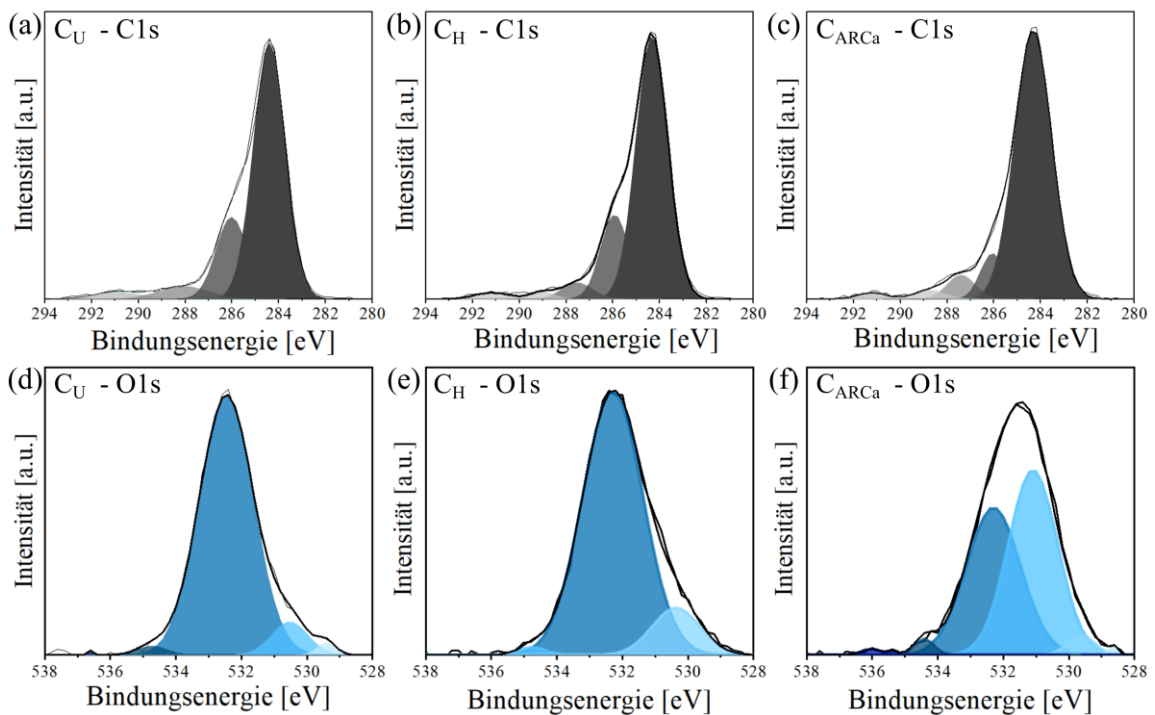 (a) C_U - C1s
(b) C_H - C1s
(c) C_ARCa - C1s
Intensität [a.u.]
Intensität [a.u.]
Intensität [a.u.]
294 292 290 288 286 284 282 280
294 292 290 288 286 284 282 280
294 292 290 288 286 284 282 280
Bindungsenergie [eV]
Bindungsenergie [eV]
Bindungsenergie [eV]
(d) C_U - O1s
(e) C_H - O1s
(f) C_ARCa - O1s
Intensität [a.u.]
Intensität [a.u.]
Intensität [a.u.]
538 536 534 532 530 528
538 536 534 532 530 528
538 536 534 532 530 528
Bindungsenergie [eV]
Bindungsenergie [eV]
Bindungsenergie [eV]